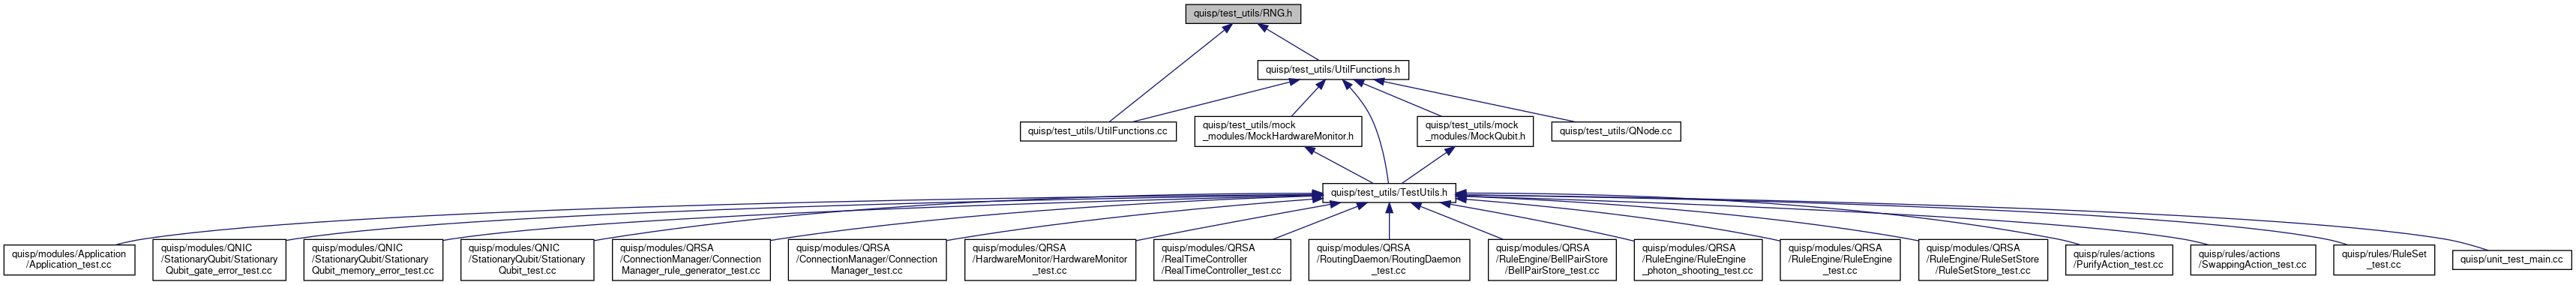 quisp/test_utils/RNG.h
quisp/test_utils/UtilFunctions.h
quisp/test_utils/UtilFunctions.cc
quisp/test_utils/mock
_modules/MockHardwareMonitor.h
quisp/test_utils/mock
_modules/MockQubit.h
quisp/test_utils/QNode.cc
quisp/test_utils/TestUtils.h
quisp/modules/Application
/Application_test.cc
quisp/modules/QNIC
/StationaryQubit/Stationary
Qubit_gate_error_test.cc
quisp/modules/QNIC
/StationaryQubit/Stationary
Qubit_memory_error_test.cc
quisp/modules/QNIC
/StationaryQubit/Stationary
Qubit_test.cc
quisp/modules/QRSA
/ConnectionManager/Connection
Manager_rule_generator_test.cc
quisp/modules/QRSA
/ConnectionManager/Connection
Manager_test.cc
quisp/modules/QRSA
/HardwareMonitor/HardwareMonitor
_test.cc
quisp/modules/QRSA
/RealTimeController
/RealTimeController_test.cc
quisp/modules/QRSA
/RoutingDaemon/RoutingDaemon
_test.cc
quisp/modules/QRSA
/RuleEngine/BellPairStore
/BellPairStore_test.cc
quisp/modules/QRSA
/RuleEngine/RuleEngine
_photon_shooting_test.cc
quisp/modules/QRSA
/RuleEngine/RuleEngine
_test.cc
quisp/modules/QRSA
/RuleEngine/RuleSetStore
/RuleSetStore_test.cc
quisp/rules/actions
/PurifyAction_test.cc
quisp/rules/actions
/SwappingAction_test.cc
quisp/rules/RuleSet
_test.cc
quisp/unit_test_main.cc